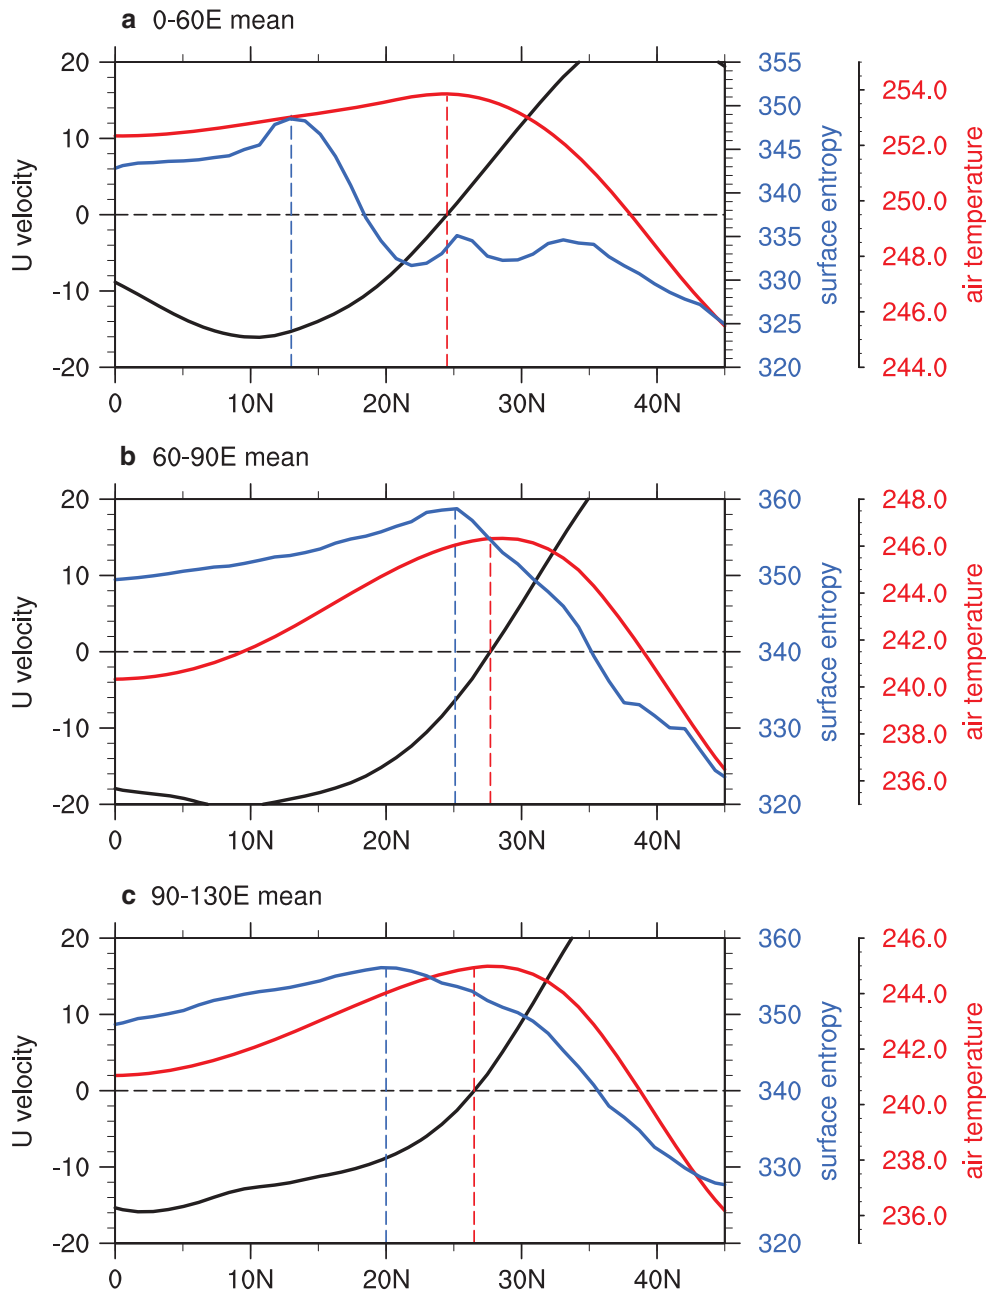 a 0-60E mean
20
10
0
-10
-20
U velocity
0
10N
20N
30N
40N
355
350
345
340
335
330
325
320
surface entropy
254.0
252.0
250.0
248.0
246.0
244.0
air temperature
b 60-90E mean
20
10
0
-10
-20
U velocity
0
10N
20N
30N
40N
360
350
340
330
320
surface entropy
248.0
246.0
244.0
242.0
240.0
238.0
236.0
air temperature
c 90-130E mean
20
10
0
-10
-20
U velocity
0
10N
20N
30N
40N
360
350
340
330
320
surface entropy
246.0
244.0
242.0
240.0
238.0
236.0
air temperature